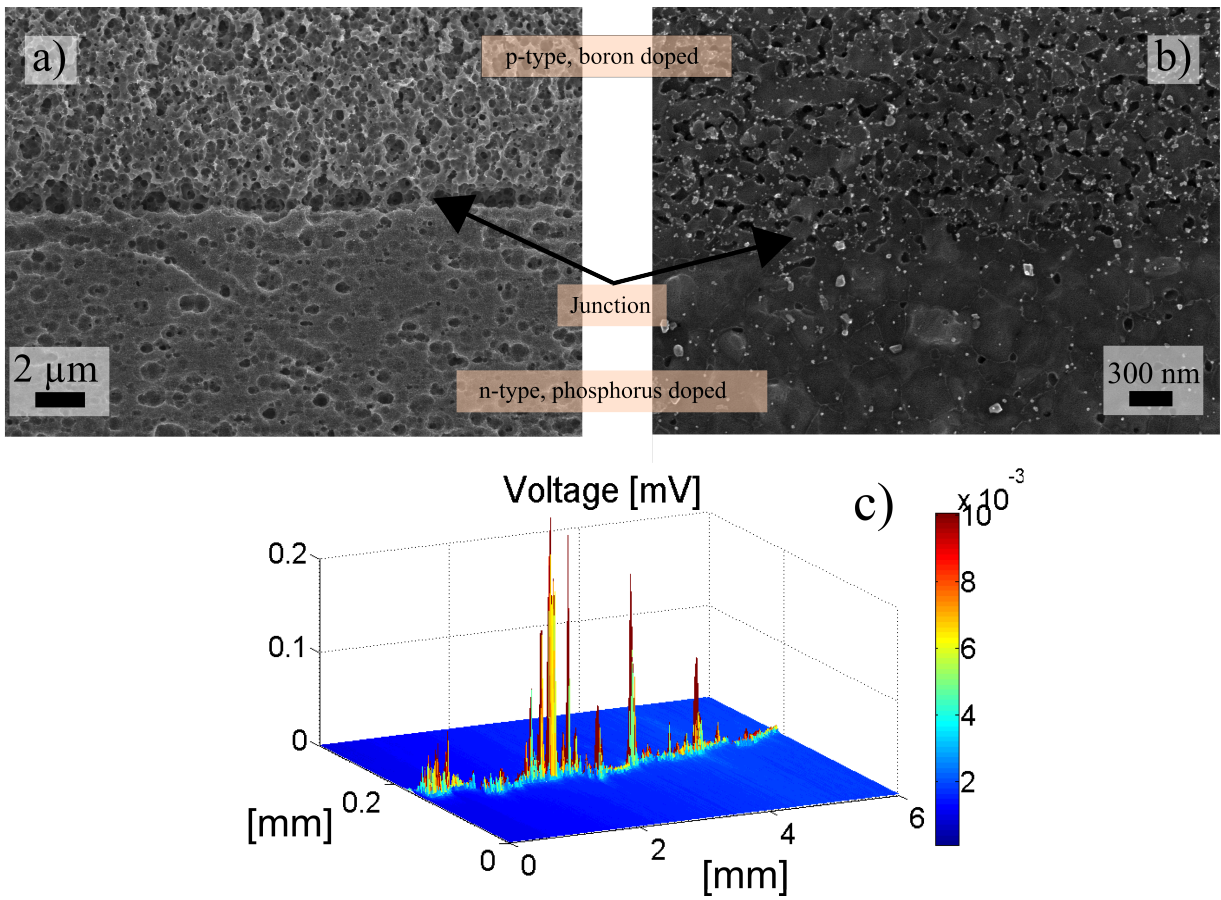 a)
p-type, boron doped
b)
Junction
2 µm
n-type, phosphorus doped
300 nm
Voltage [mV]
c)
x 10-3
10
0.2
8
0.1
6
4
0
2
0.2
[mm]
0
0
2
4
6
[mm]